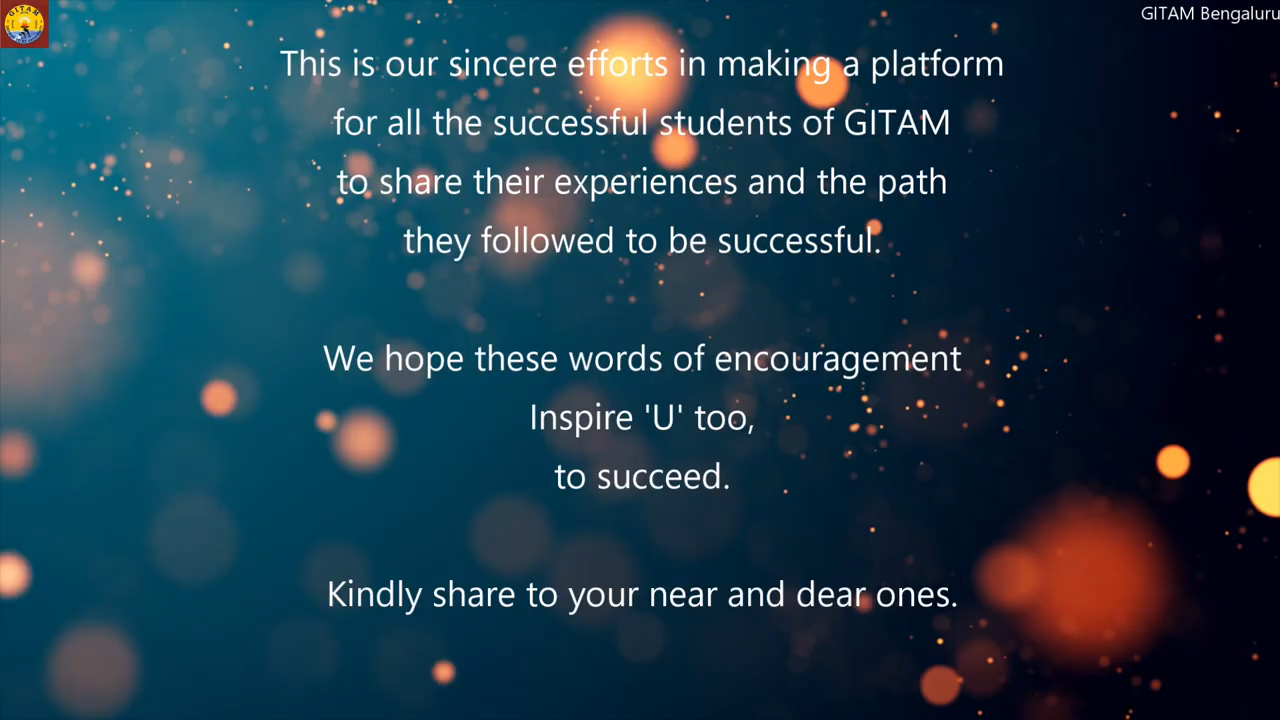 GITAM
GITAM Bengaluru
This is our sincere efforts in making a platform
for all the successful students of GITAM
to share their experiences and the path
they followed to be successful.
We hope these words of encouragement
Inspire 'U' too,
to succeed.
Kindly share to your near and dear ones.